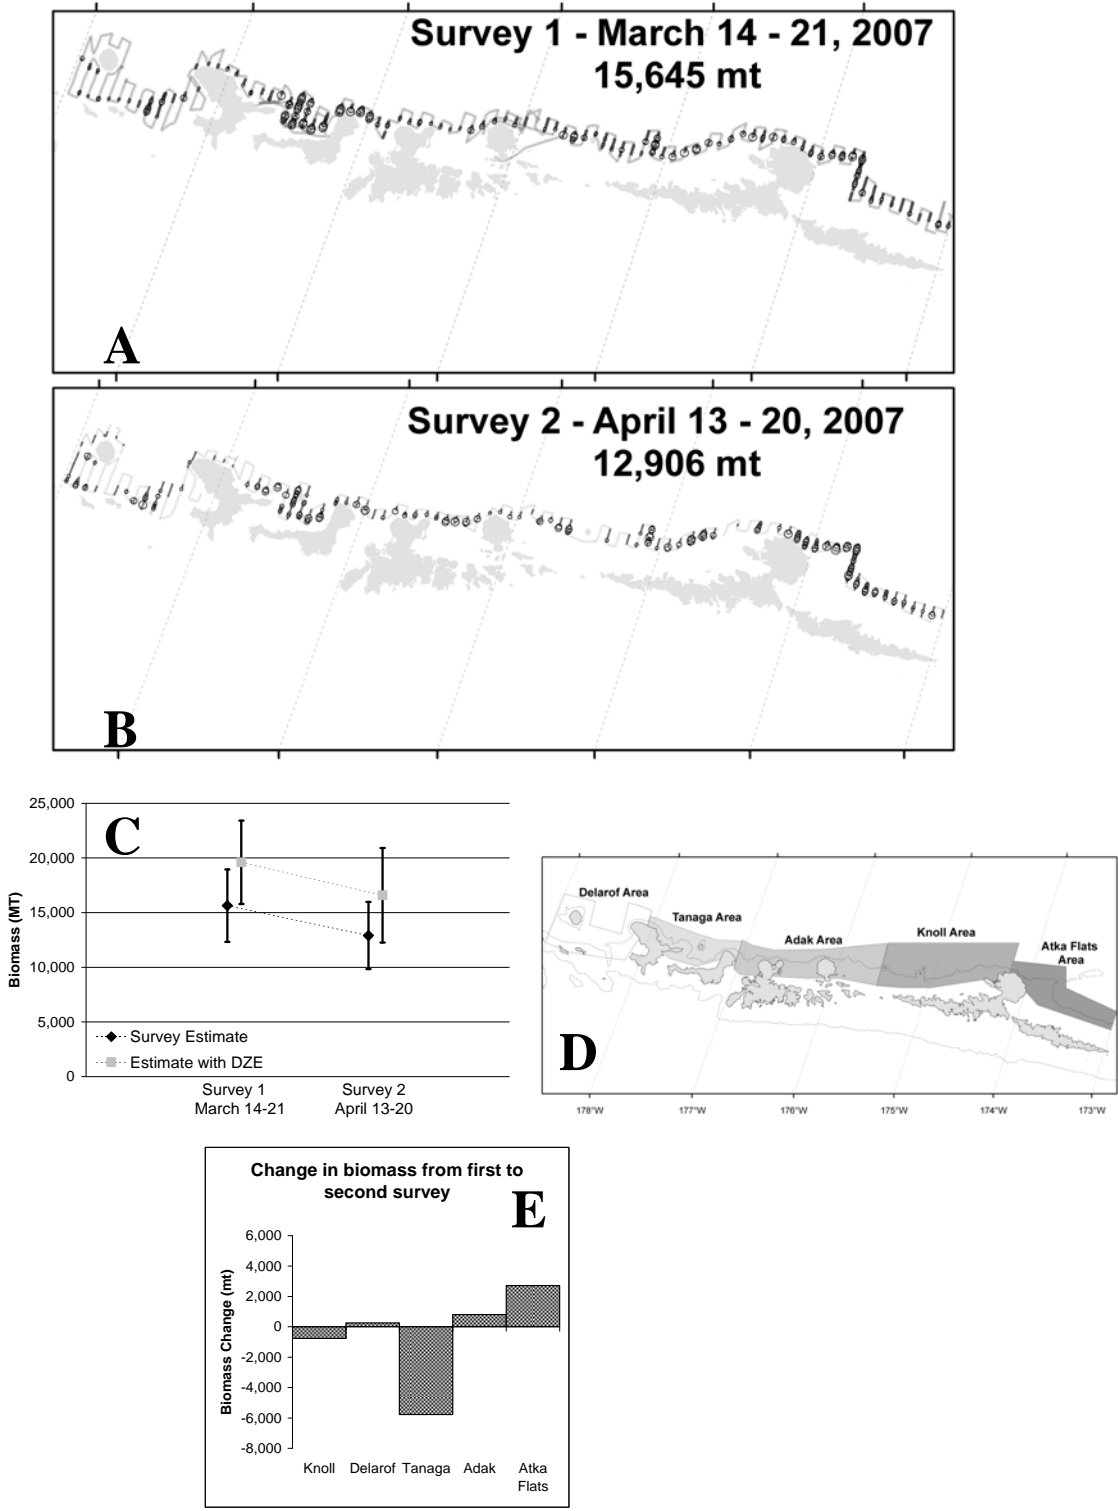 Survey 1 - March 14 - 21, 2007
15,645 mt
A
Survey 2 - April 13 - 20, 2007
12,906 mt
B
C
Biomass (MT)
25,000
20,000
15,000
10,000
5,000
0
Survey Estimate
Estimate with DZE
Survey 1
March 14-21
Survey 2
April 13-20
Delarof Area
Tanaga Area
Adak Area
Knoll Area
Atka Flats
Area
D
178°W
177°W
176°W
175°W
174°W
173°W
Change in biomass from first to
second survey
E
Biomass Change (mt)
6,000
4,000
2,000
0
-2,000
-4,000
-6,000
-8,000
Knoll
Delarof
Tanaga
Adak
Atka
Flats